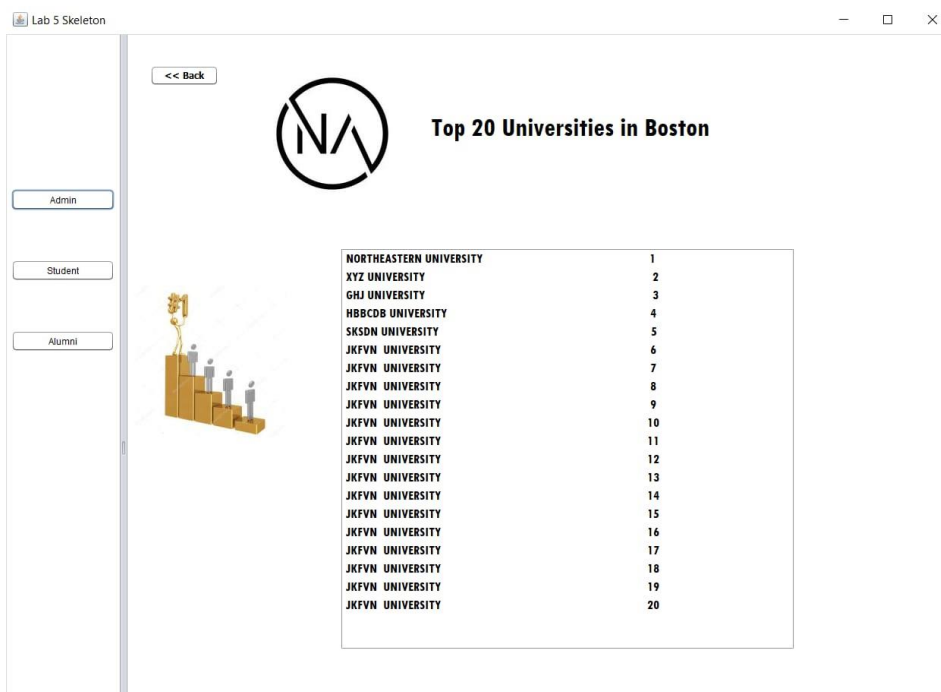 Lab 5 Skeleton
<< Back
NA
Top 20 Universities in Boston
Admin
Student
Alumni
#1
NORTHEASTERN UNIVERSITY 1
XYZ UNIVERSITY 2
GHJ UNIVERSITY 3
HBBCDB UNIVERSITY 4
SKSDN UNIVERSITY 5
JKFVN UNIVERSITY 6
JKFVN UNIVERSITY 7
JKFVN UNIVERSITY 8
JKFVN UNIVERSITY 9
JKFVN UNIVERSITY 10
JKFVN UNIVERSITY 11
JKFVN UNIVERSITY 12
JKFVN UNIVERSITY 13
JKFVN UNIVERSITY 14
JKFVN UNIVERSITY 15
JKFVN UNIVERSITY 16
JKFVN UNIVERSITY 17
JKFVN UNIVERSITY 18
JKFVN UNIVERSITY 19
JKFVN UNIVERSITY 20